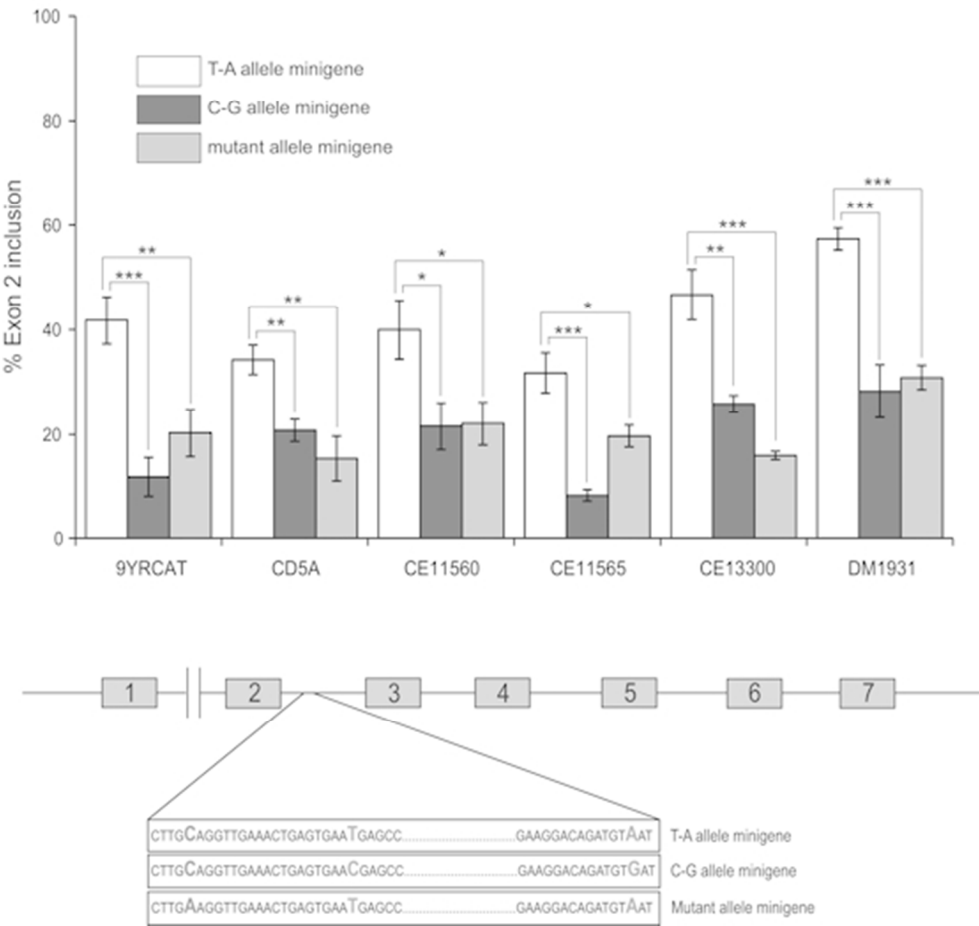 100
80
60
40
20
0
% Exon 2 inclusion
T-A allele minigene
C-G allele minigene
mutant allele minigene
** *** ** ** * * * *** *** ** *** ***
9YRCAT CD5A CE11560 CE11565 CE13300 DM1931
1 2 3 4 5 6 7
CTTGCAGGTTGAAACTGAGTGAATGAGCC..............................GAAGGACAGATGTAAT T-A allele minigene
CTTGCAGGTTGAAACTGAGTGAACGAGCC..............................GAAGGACAGATGTGAT C-G allele minigene
CTTGAAGGTTGAAACTGAGTGAATGAGCC..............................GAAGGACAGATGTAAT Mutant allele minigene